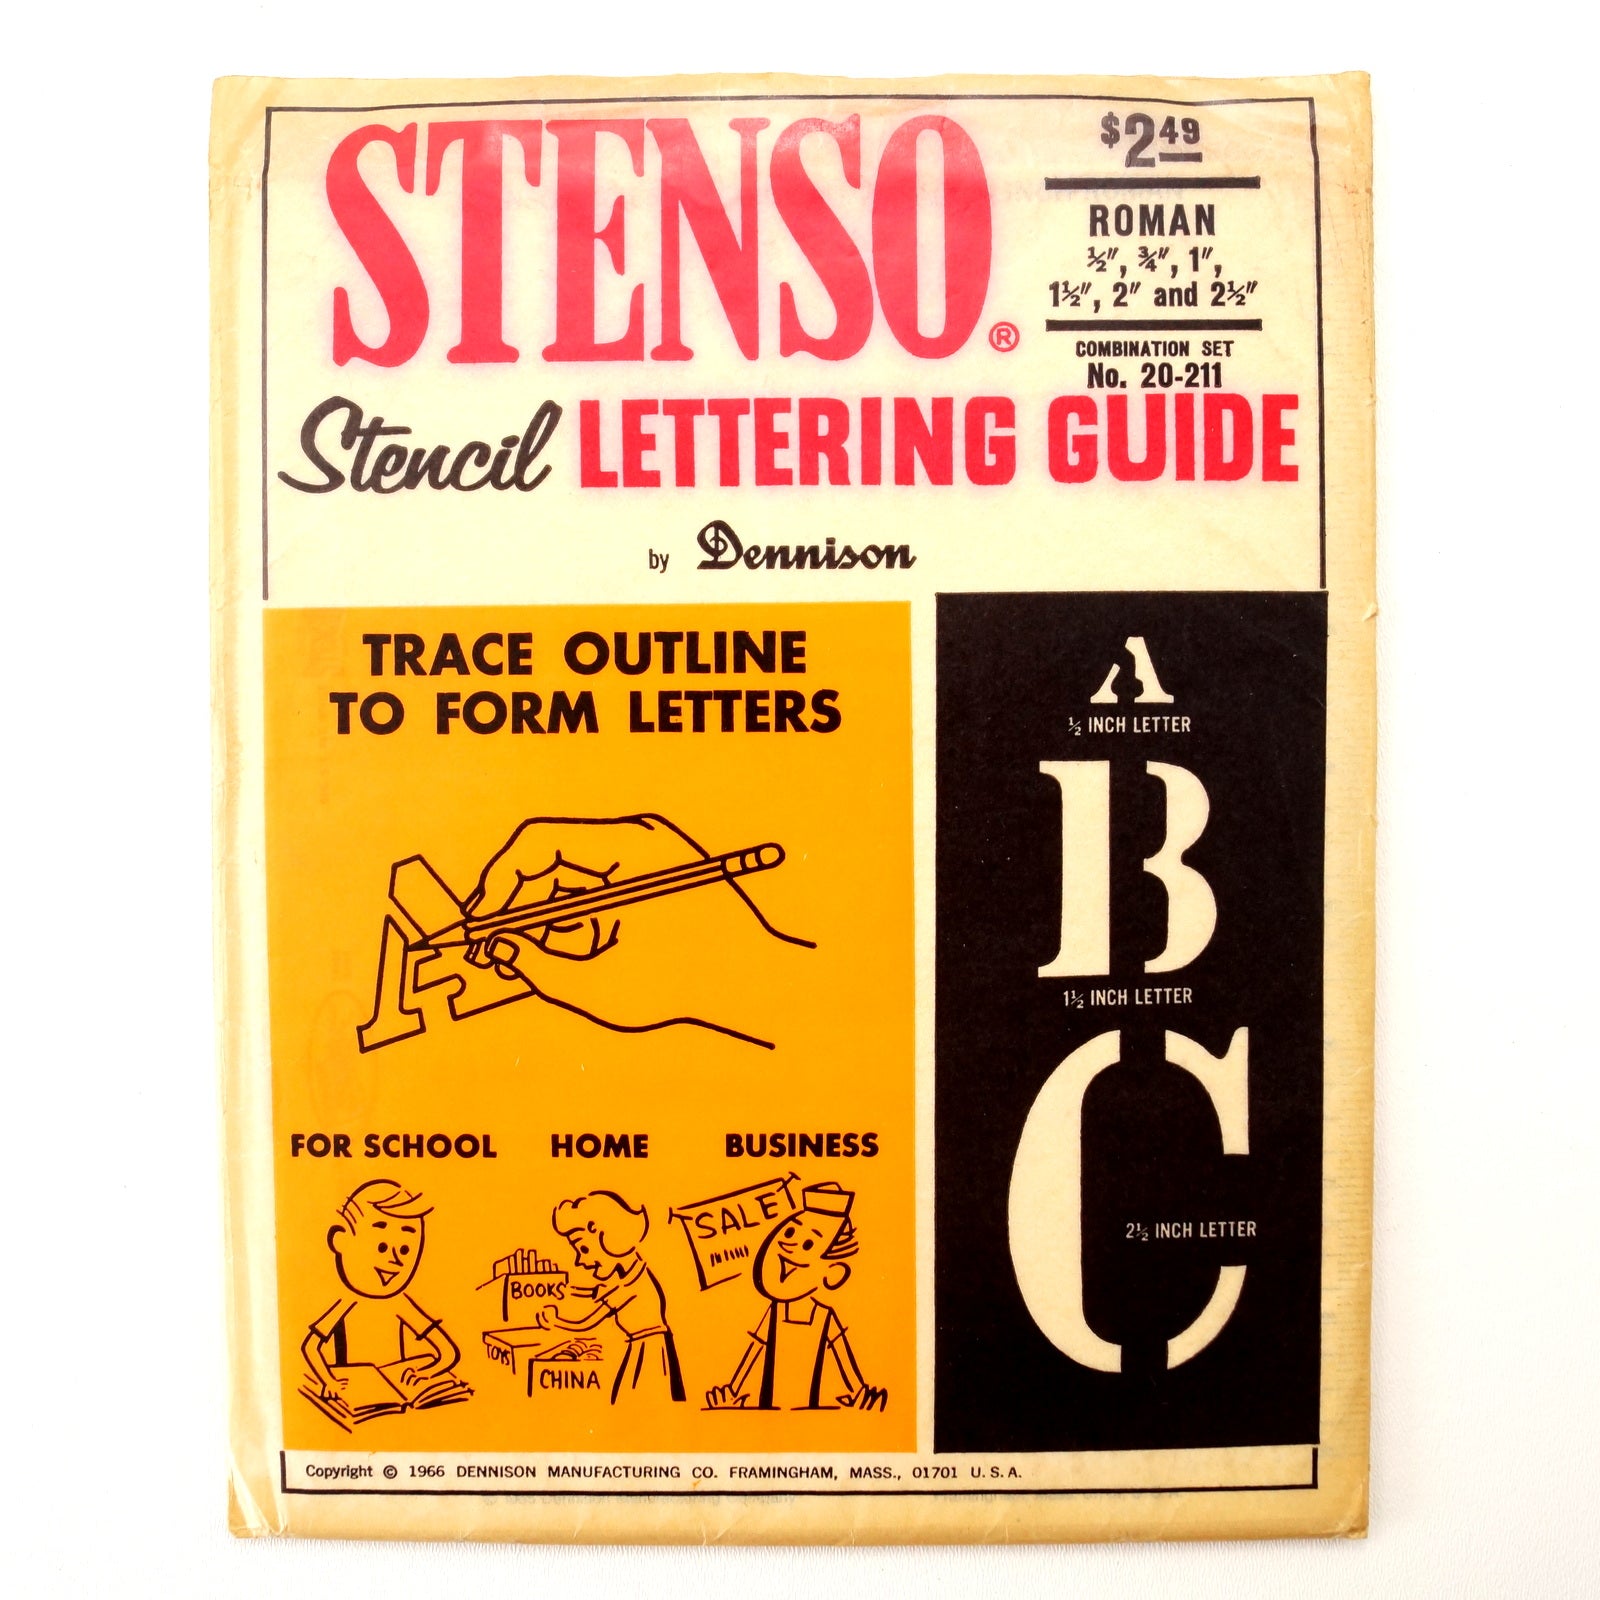 STENSO®
$2.49
ROMAN
½", ¾", 1",
1½", 2" and 2½"
COMBINATION SET
No. 20-211
Stencil LETTERING GUIDE
by Dennison
TRACE OUTLINE
TO FORM LETTERS
FOR SCHOOL HOME BUSINESS
SALE
BOOKS
TOYS
CHINA
A
½ INCH LETTER
B
1½ INCH LETTER
C
2½ INCH LETTER
Copyright © 1966 DENNISON MANUFACTURING CO. FRAMINGHAM, MASS., 01701 U.S.A.